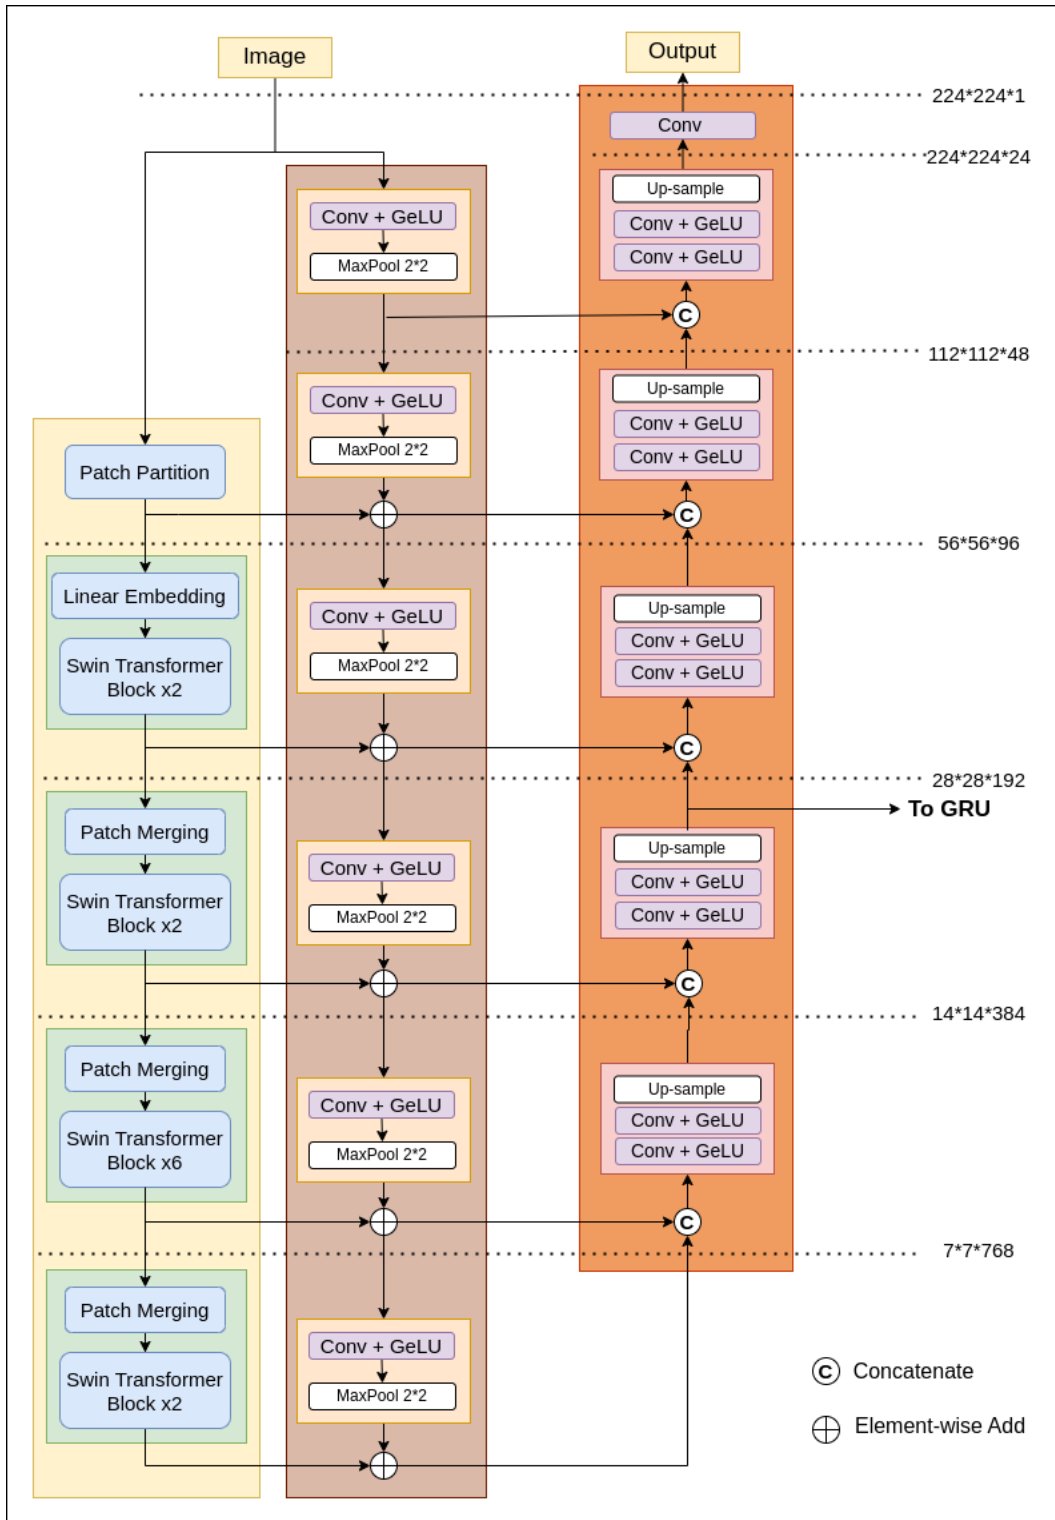 Image
Output
224*224*1
Conv
224*224*24
Conv + GeLU
MaxPool 2*2
Up-sample
Conv + GeLU
Conv + GeLU
C
112*112*48
Conv + GeLU
MaxPool 2*2
Up-sample
Conv + GeLU
Conv + GeLU
Patch Partition
C
56*56*96
Linear Embedding
Swin Transformer
Block x2
Conv + GeLU
MaxPool 2*2
Up-sample
Conv + GeLU
Conv + GeLU
C
28*28*192
To GRU
Patch Merging
Swin Transformer
Block x2
Conv + GeLU
MaxPool 2*2
Up-sample
Conv + GeLU
Conv + GeLU
C
14*14*384
Patch Merging
Swin Transformer
Block x6
Conv + GeLU
MaxPool 2*2
Up-sample
Conv + GeLU
Conv + GeLU
C
7*7*768
Patch Merging
Swin Transformer
Block x2
Conv + GeLU
MaxPool 2*2
C Concatenate
Element-wise Add